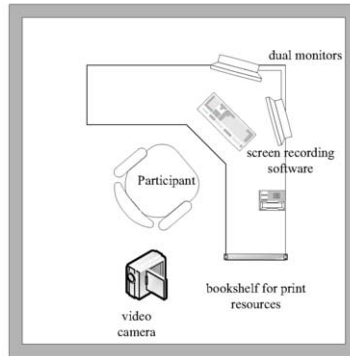 dual monitors
screen recording
software
Participant
bookshelf for print
resources
video
camera